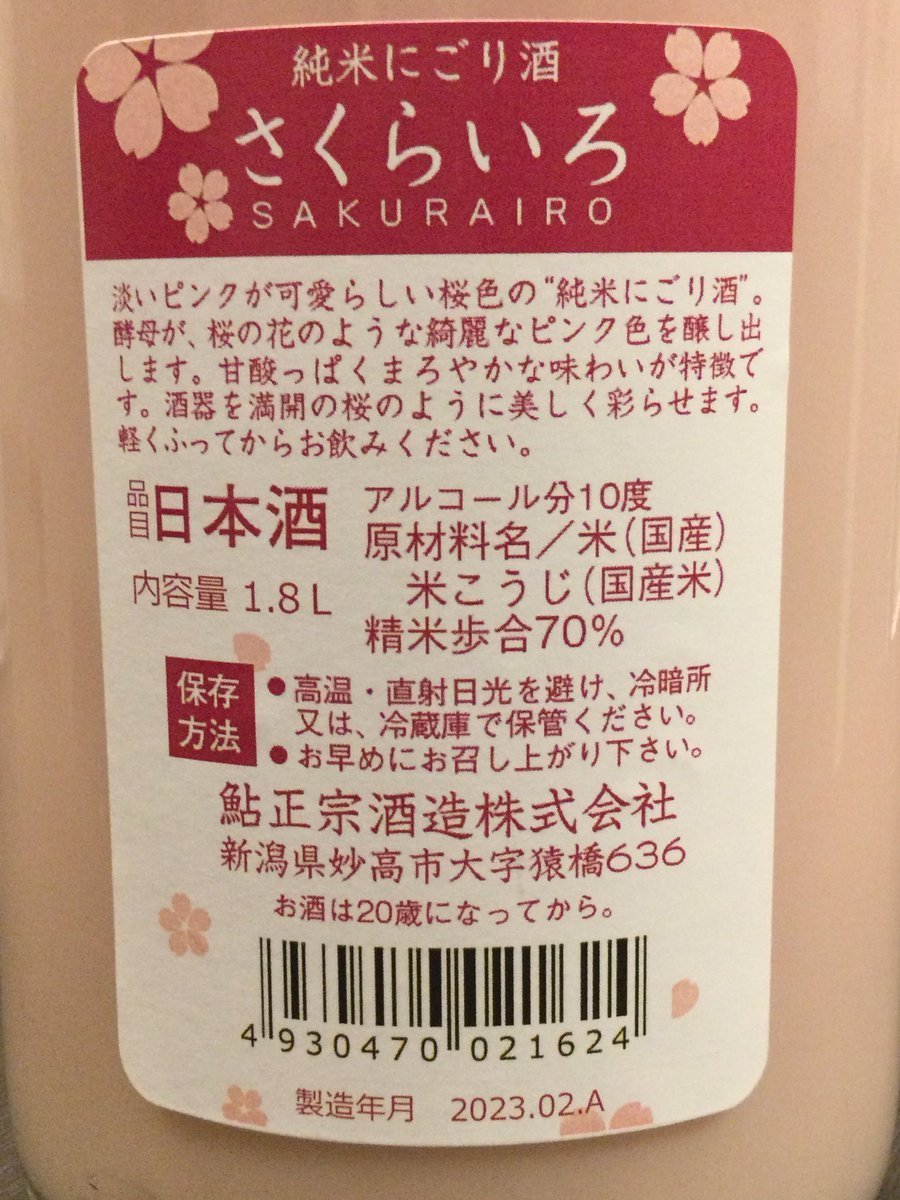 純米にごり酒
さくらいろ
SAKURAIRO
淡いピンクが可愛らしい桜色の“純米にごり酒”。
酵母が、桜の花のような綺麗なピンク色を醸し出
します。甘酸っぱくまろやかな味わいが特徴で
す。酒器を満開の桜のように美しく彩らせます。
軽くふってからお飲みください。
品目 日本酒
内容量 1.8L
アルコール分10度
原材料名／米(国産)
米こうじ(国産米)
精米歩合70%
保存方法
●高温・直射日光を避け、冷暗所
又は、冷蔵庫で保管ください。
●お早めにお召し上がり下さい。
鮎正宗酒造株式会社
新潟県妙高市大字猿橋636
お酒は20歳になってから。
4 930470 021624
製造年月 2023.02.A